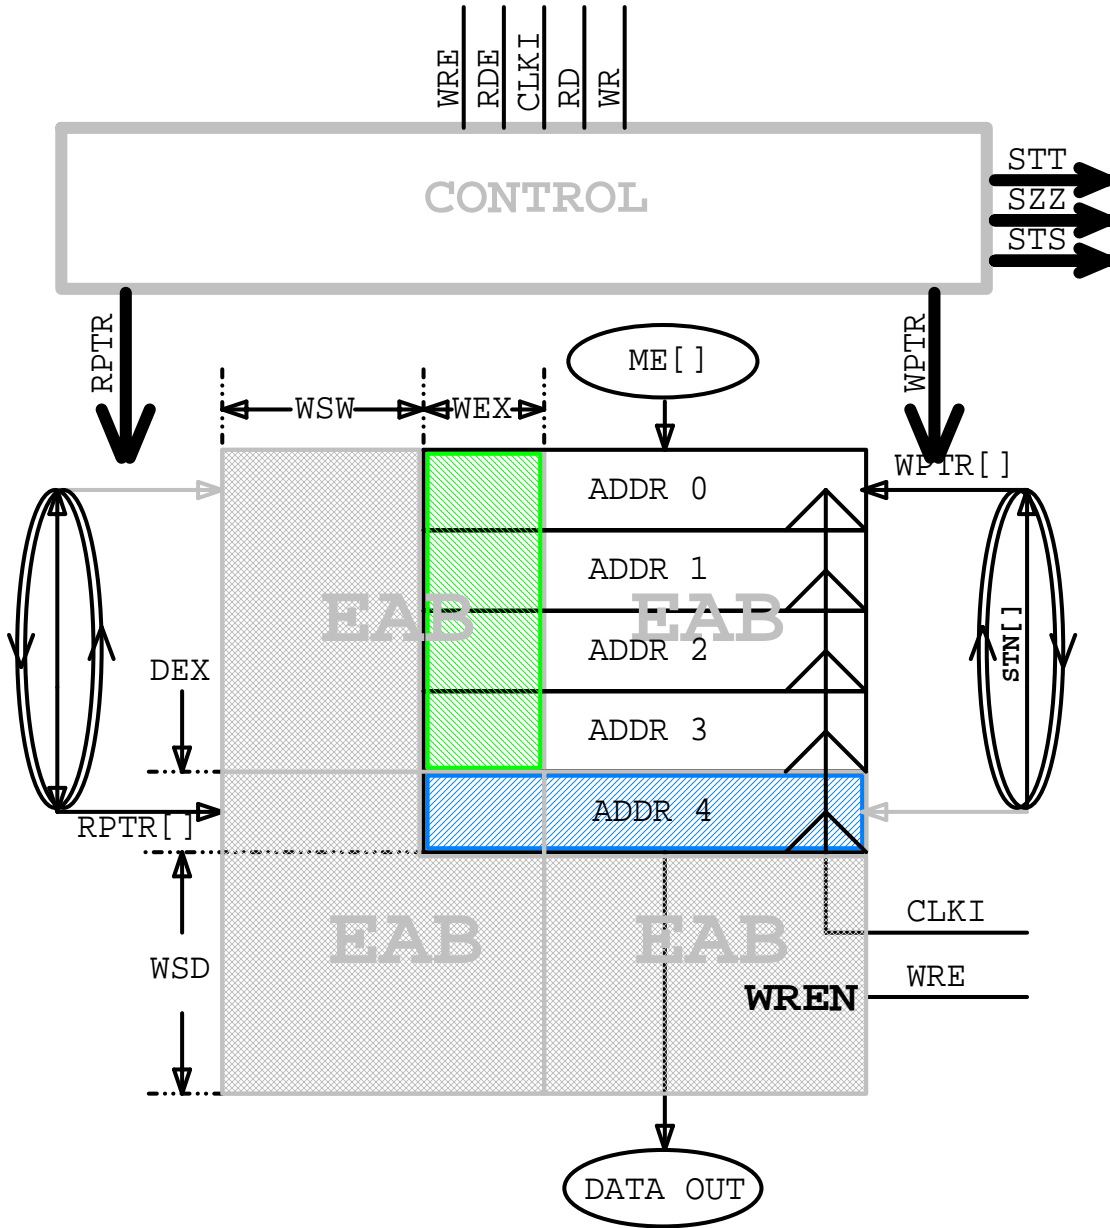 WRE
RDE
CLKI
RD
WR
CONTROL
STT
SZZ
STS
RPTR
WPTR
ME[]
WSW
WEX
WPTR[]
ADDR 0
ADDR 1
EAB
EAB
STN[]
ADDR 2
DEX
ADDR 3
ADDR 4
RPTR[]
CLKI
EAB
EAB
WSD
WRE
WREN
DATA OUT